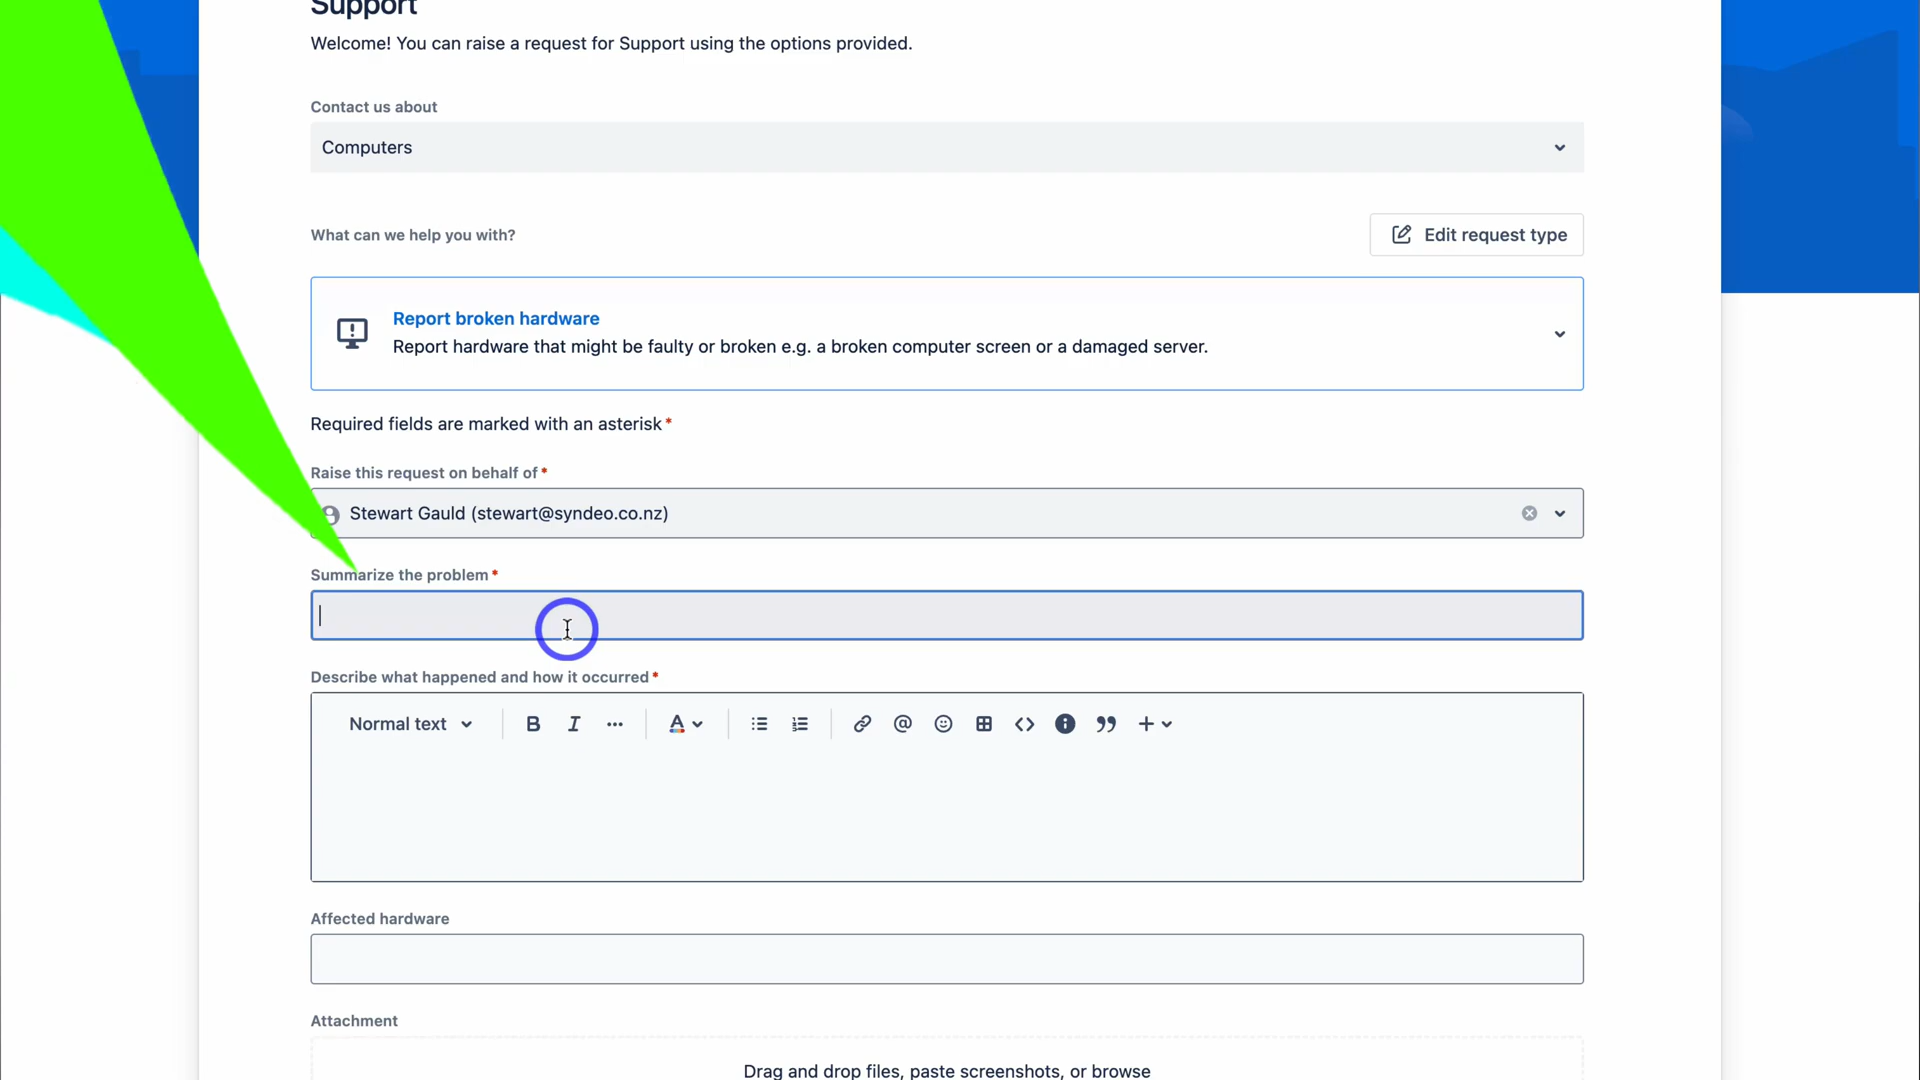 Support
Welcome! You can raise a request for Support using the options provided.
Contact us about
Computers
What can we help you with?
Edit request type
Report broken hardware
Report hardware that might be faulty or broken e.g. a broken computer screen or a damaged server.
Required fields are marked with an asterisk*
Raise this request on behalf of*
Stewart Gauld (stewart@syndeo.co.nz)
Summarize the problem*
Describe what happened and how it occurred*
Normal text
Affected hardware
Attachment
Drag and drop files, paste screenshots, or browse